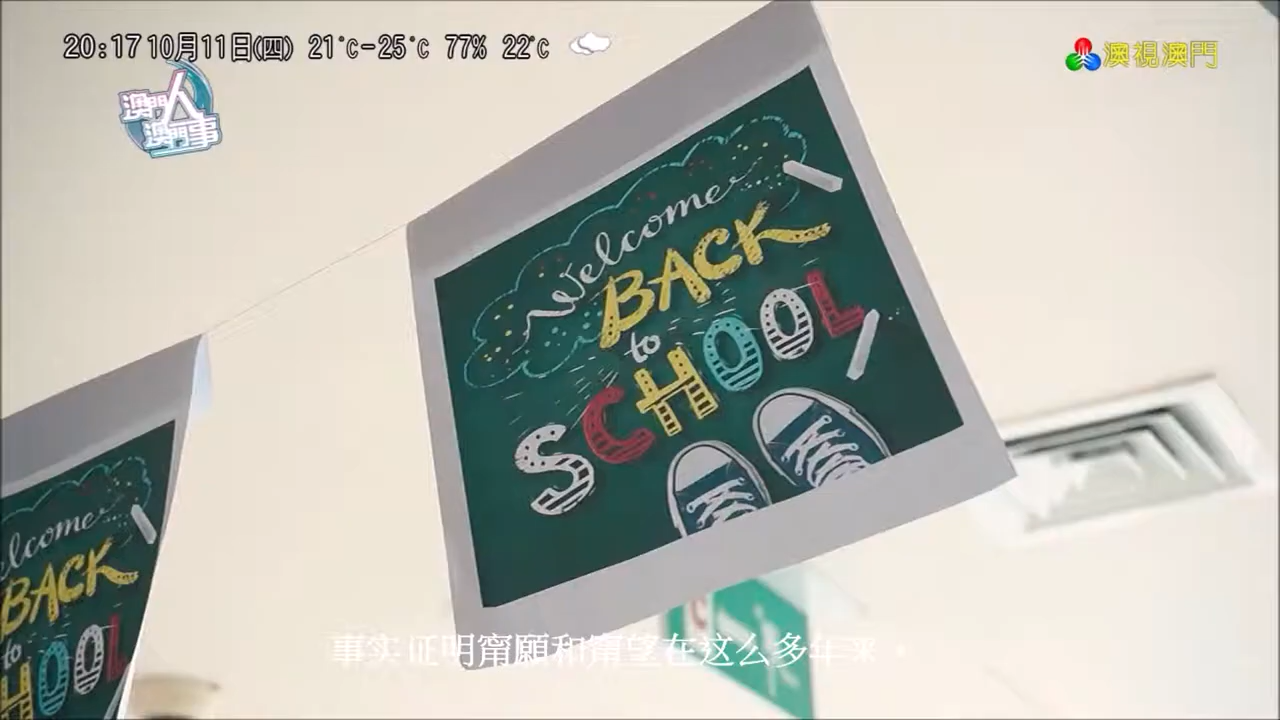 20:17 10月11日(四) 21℃-25℃ 77% 22℃
澳視澳門
澳門人
澳門事
Welcome
BACK
to
SCHOOL
elcome
BACK
to
HOOL
事实证明甯願和甯望在这么多年来，